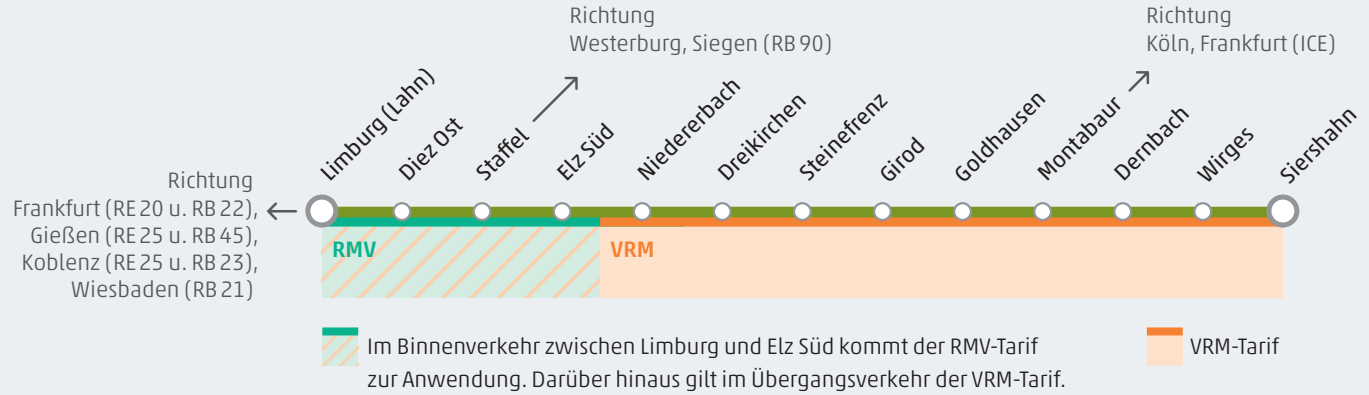 Richtung
Westerburg, Siegen (RB 90)
Richtung
Köln, Frankfurt (ICE)
Limburg (Lahn)
Diez Ost
Staffel
Elz Süd
Niedererbach
Dreikirchen
Steinefrenz
Girod
Goldhausen
Montabaur
Dernbach
Wirges
Siershahn
Richtung
Frankfurt (RE 20 u. RB 22),
Gießen (RE 25 u. RB 45),
Koblenz (RE 25 u. RB 23),
Wiesbaden (RB 21)
RMV
VRM
Im Binnenverkehr zwischen Limburg und Elz Süd kommt der RMV-Tarif
zur Anwendung. Darüber hinaus gilt im Übergangsverkehr der VRM-Tarif.
VRM-Tarif